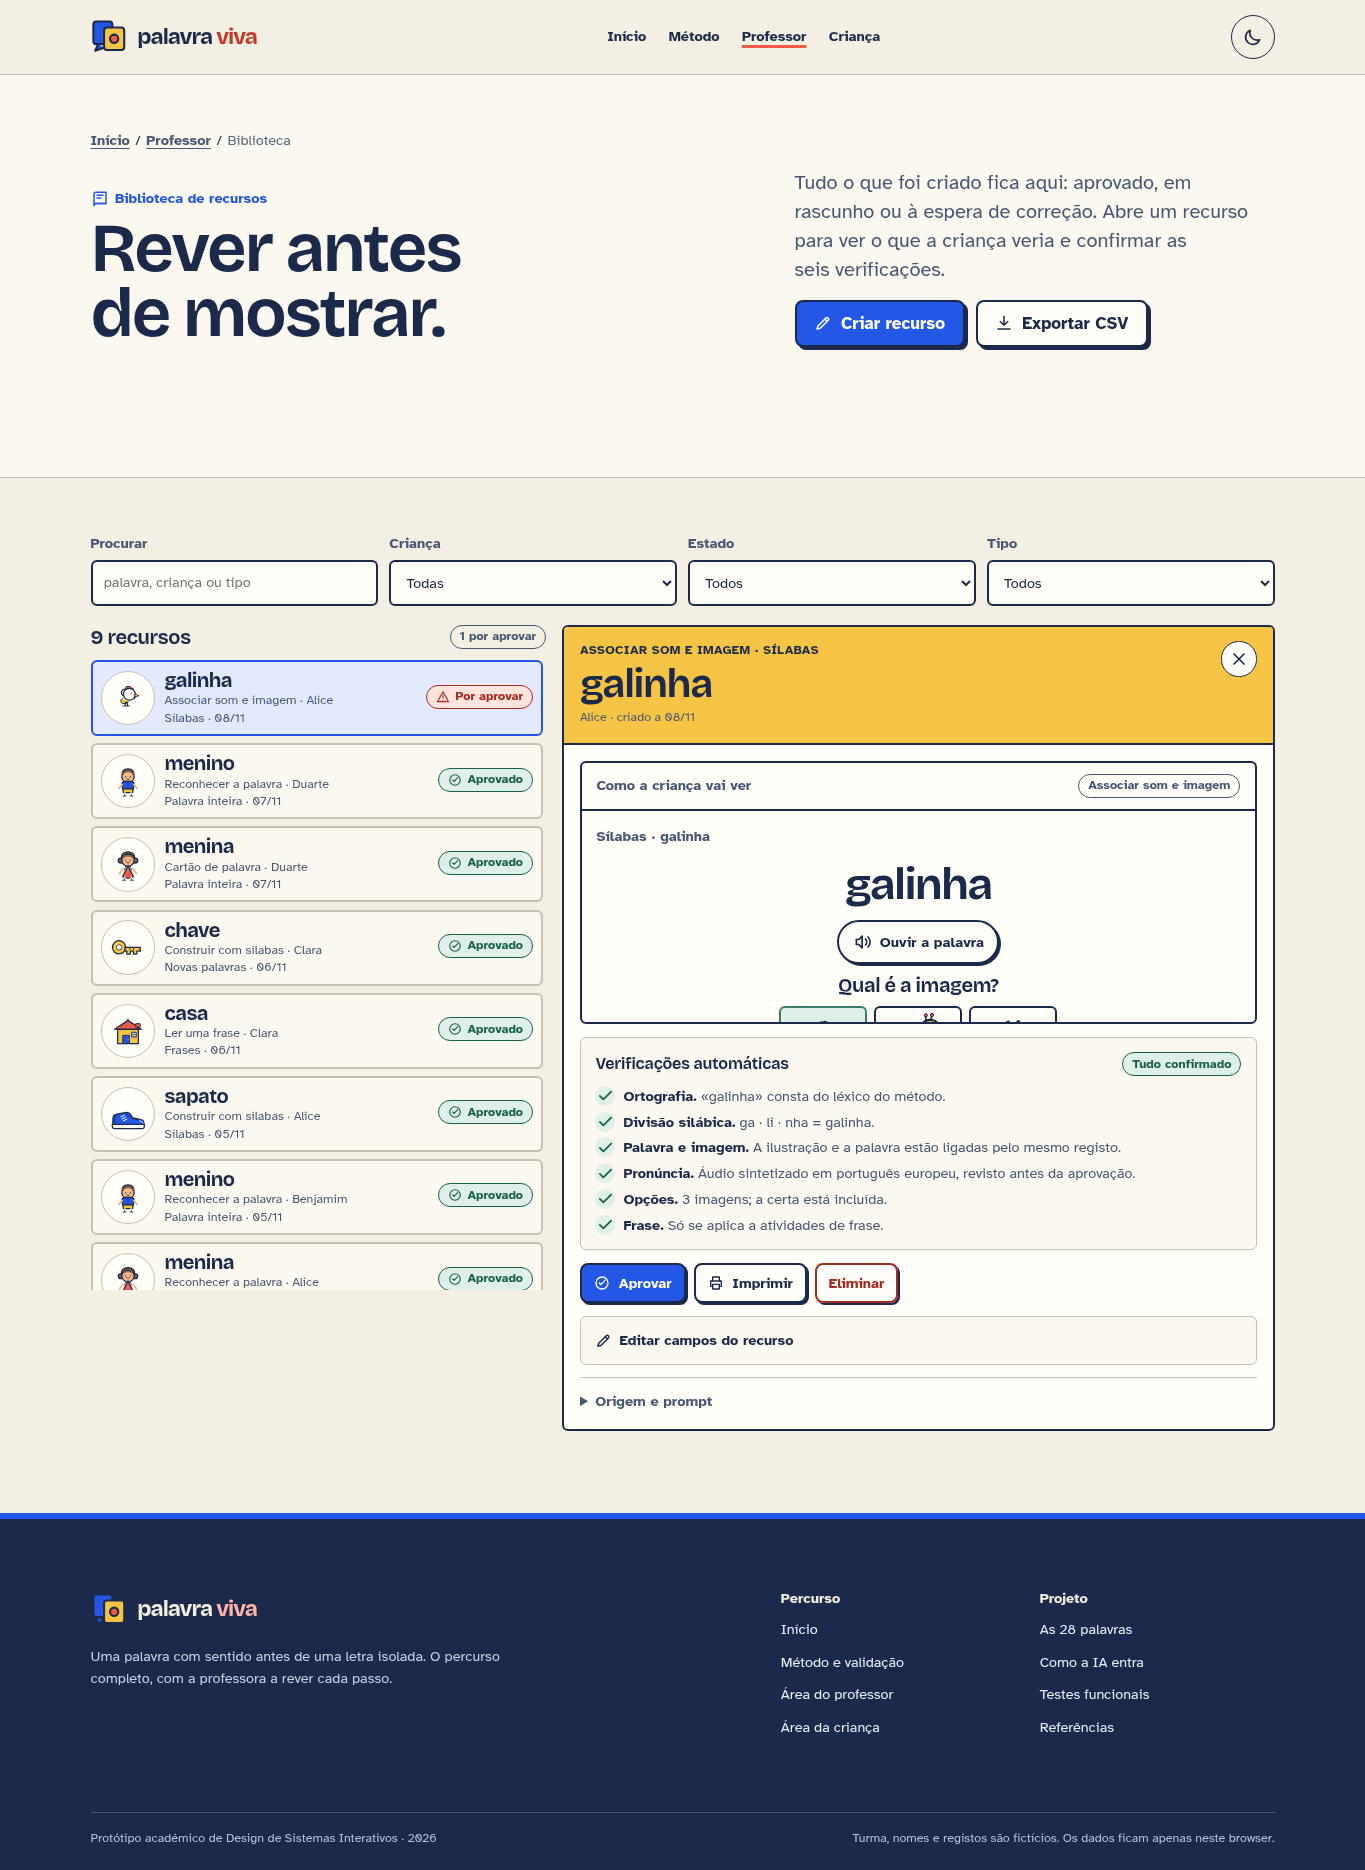 palavra viva
Início
Método
Professor
Criança
Início / Professor / Biblioteca
Biblioteca de recursos
Rever antes
de mostrar.
Tudo o que foi criado fica aqui: aprovado, em
rascunho ou à espera de correção. Abre um recurso
para ver o que a criança veria e confirmar as
seis verificações.
Criar recurso
Exportar CSV
Procurar
palavra, criança ou tipo
Criança
Todas
Estado
Todos
Tipo
Todos
9 recursos
1 por aprovar
galinha
Associar som e imagem · Alice
Sílabas · 08/11
Por aprovar
menino
Reconhecer a palavra · Duarte
Palavra inteira · 07/11
Aprovado
menina
Cartão de palavra · Duarte
Palavra inteira · 07/11
Aprovado
chave
Construir com sílabas · Clara
Novas palavras · 06/11
Aprovado
casa
Ler uma frase · Clara
Frases · 06/11
Aprovado
sapato
Construir com sílabas · Alice
Sílabas · 05/11
Aprovado
menino
Reconhecer a palavra · Benjamim
Palavra inteira · 05/11
Aprovado
menina
Reconhecer a palavra · Alice
Aprovado
ASSOCIAR SOM E IMAGEM · SÍLABAS
galinha
Alice · criado a 08/11
Como a criança vai ver
Associar som e imagem
Sílabas · galinha
galinha
Ouvir a palavra
Qual é a imagem?
Verificações automáticas
Tudo confirmado
Ortografia. «galinha» consta do léxico do método.
Divisão silábica. ga · li · nha = galinha.
Palavra e imagem. A ilustração e a palavra estão ligadas pelo mesmo registo.
Pronúncia. Áudio sintetizado em português europeu, revisto antes da aprovação.
Opções. 3 imagens; a certa está incluída.
Frase. Só se aplica a atividades de frase.
Aprovar
Imprimir
Eliminar
Editar campos do recurso
Origem e prompt
palavra viva
Uma palavra com sentido antes de uma letra isolada. O percurso
completo, com a professora a rever cada passo.
Percurso
Início
Método e validação
Área do professor
Área da criança
Projeto
As 28 palavras
Como a IA entra
Testes funcionais
Referências
Protótipo académico de Design de Sistemas Interativos · 2026
Turma, nomes e registos são fictícios. Os dados ficam apenas neste browser.